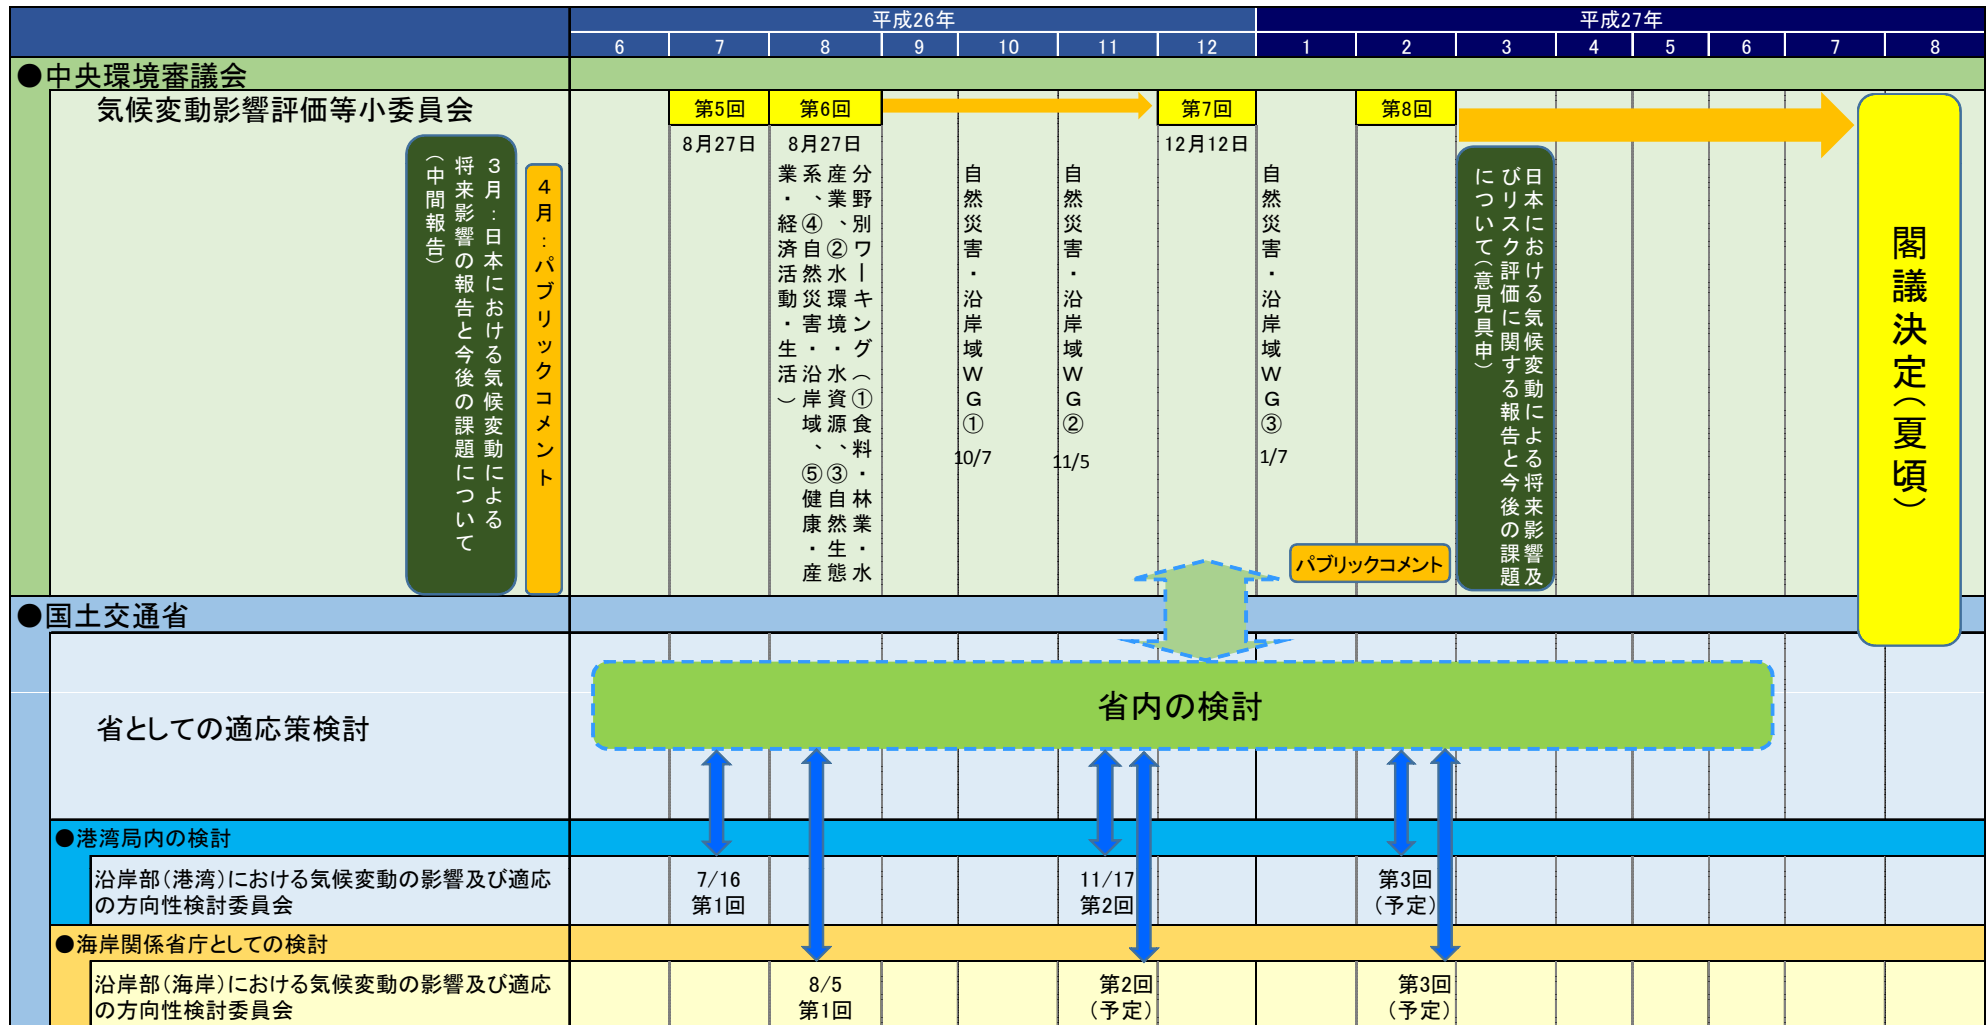 平成26年
平成27年
6 7 8 9 10 11 12 1 2 3 4 5 6 7 8
●中央環境審議会
気候変動影響評価等小委員会
第5回
第6回
第7回
第8回
8月27日
8月27日
12月12日
3月:日本における気候変動による
将来影響の報告と今後の課題について
(中間報告)
4月:パブリックコメント
分野別ワーキング(①食料・林業・水
産業、②水環境・水資源、③自然生態
系、④自然災害・沿岸域、⑤健康・産
業・経済活動・生活)
自然災害・沿岸域WG①
10/7
自然災害・沿岸域WG②
11/5
自然災害・沿岸域WG③
1/7
パブリックコメント
日本における気候変動による将来影響及
びリスク評価に関する報告と今後の課題
について(意見具申)
閣議決定(夏頃)
●国土交通省
省としての適応策検討
省内の検討
●港湾局内の検討
沿岸部(港湾)における気候変動の影響及び適応
の方向性検討委員会
7/16
第1回
11/17
第2回
第3回
(予定)
●海岸関係省庁としての検討
沿岸部(海岸)における気候変動の影響及び適応
の方向性検討委員会
8/5
第1回
第2回
(予定)
第3回
(予定)